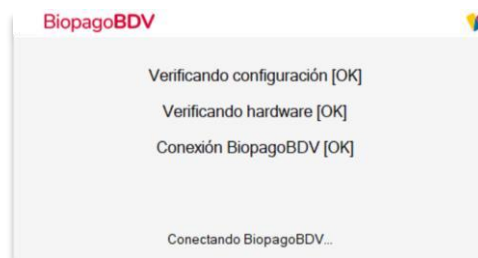 BiopagoBDV
Verificando configuración [OK]
Verificando hardware [OK]
Conexión BiopagoBDV [OK]
Conectando BiopagoBDV...